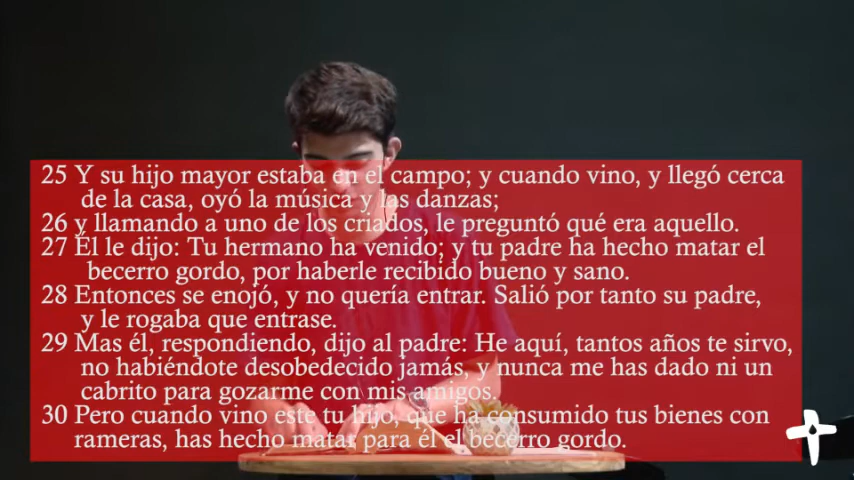 25 Y su hijo mayor estaba en el campo; y cuando vino, y llegó cerca
de la casa, oyó la música y las danzas;
26 y llamando a uno de los criados, le preguntó qué era aquello.
27 Él le dijo: Tu hermano ha venido; y tu padre ha hecho matar el
becerro gordo, por haberle recibido bueno y sano.
28 Entonces se enojó, y no quería entrar. Salió por tanto su padre,
y le rogaba que entrase.
29 Mas él, respondiendo, dijo al padre: He aquí, tantos años te sirvo,
no habiéndote desobedecido jamás, y nunca me has dado ni un
cabrito para gozarme con mis amigos.
30 Pero cuando vino este tu hijo, que ha consumido tus bienes con
rameras, has hecho matar para él el becerro gordo.